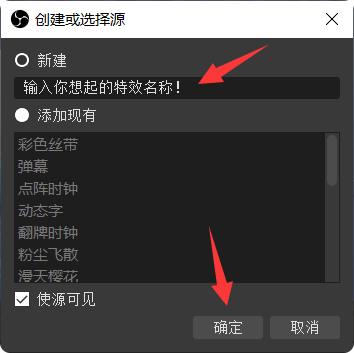 创建或选择源
新建
输入你想起的特效名称！
添加现有
彩色丝带
弹幕
点阵时钟
动态字
翻牌时钟
粉尘飞散
漫天樱花
使源可见
确定
取消